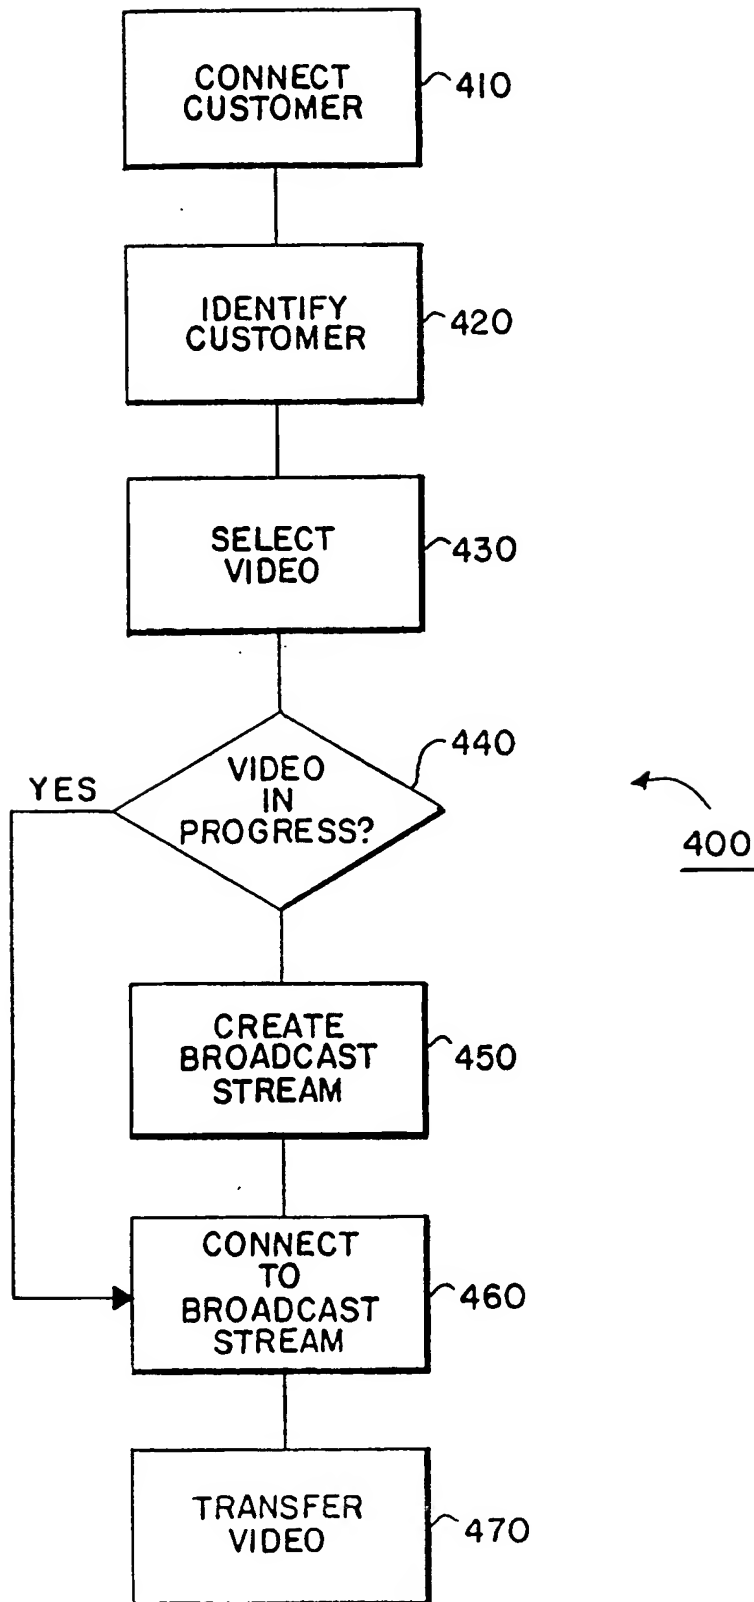 CONNECT
CUSTOMER
410
IDENTIFY
CUSTOMER
420
SELECT
VIDEO
430
440
VIDEO
IN
PROGRESS?
YES
400
CREATE
BROADCAST
STREAM
450
CONNECT
TO
BROADCAST
STREAM
460
TRANSFER
VIDEO
470